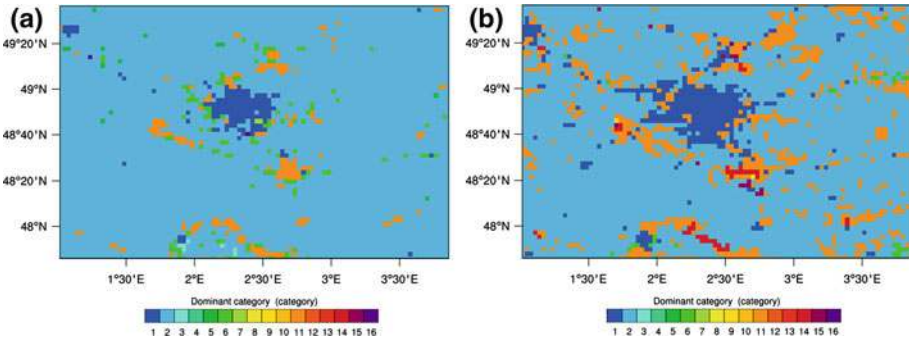 (a)
49°20'N
49°N
48°40'N
48°20'N
48°N
1°30'E 2°E 2°30'E 3°E 3°30'E
Dominant category (category)
1 2 3 4 5 6 7 8 9 10 11 12 13 14 15 16
(b)
49°20'N
49°N
48°40'N
48°20'N
48°N
1°30'E 2°E 2°30'E 3°E 3°30'E
Dominant category (category)
1 2 3 4 5 6 7 8 9 10 11 12 13 14 15 16